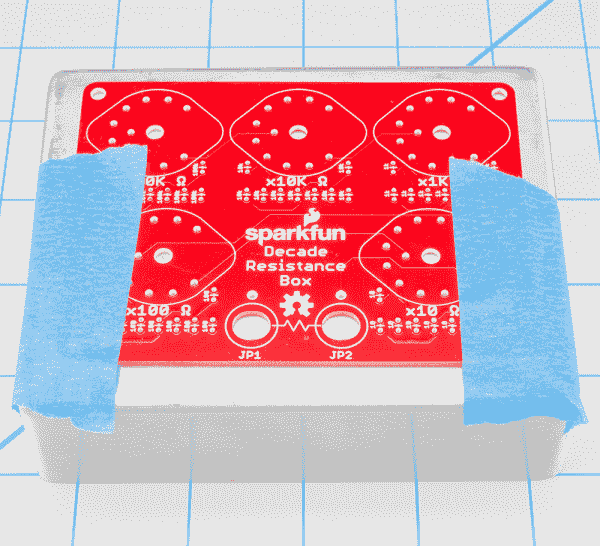 0K Ω
x10K Ω
x1K
sparkfun
Decade
Resistance
Box
x100 Ω
x10 Ω
JP1
JP2